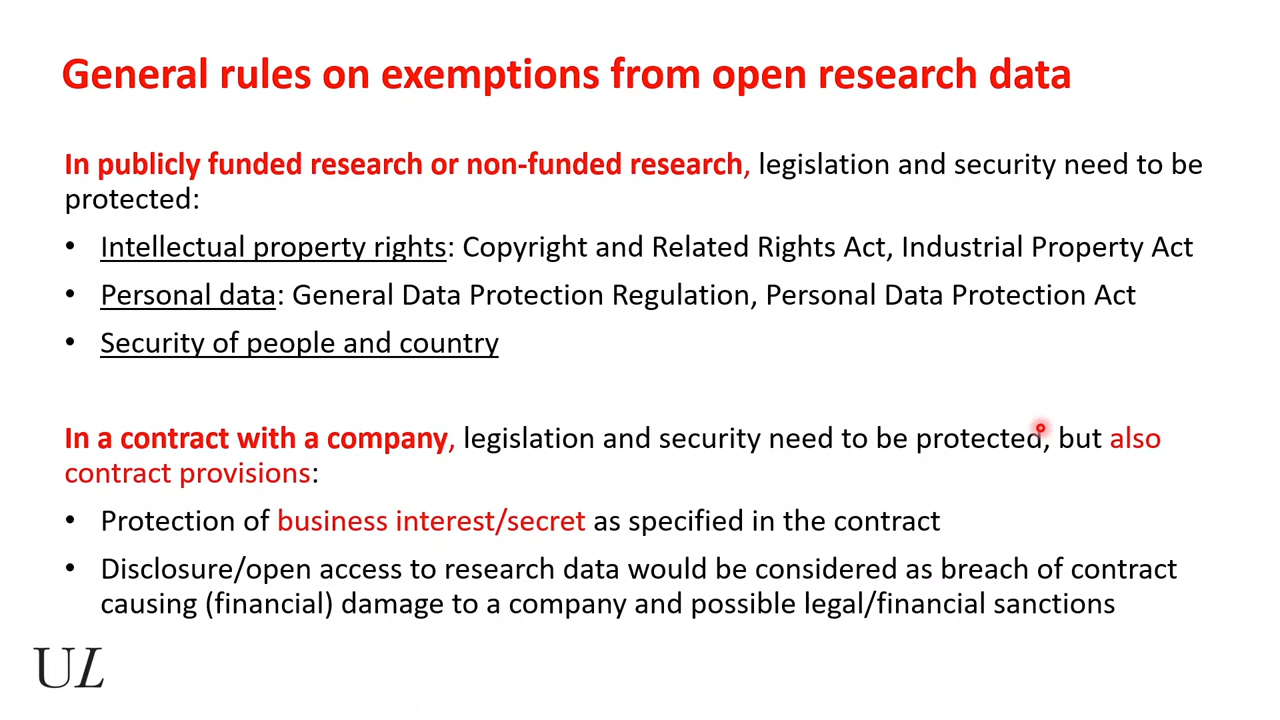 General rules on exemptions from open research data
In publicly funded research or non-funded research, legislation and security need to be
protected:
• Intellectual property rights: Copyright and Related Rights Act, Industrial Property Act
• Personal data: General Data Protection Regulation, Personal Data Protection Act
• Security of people and country
In a contract with a company, legislation and security need to be protected, but also
contract provisions:
• Protection of business interest/secret as specified in the contract
• Disclosure/open access to research data would be considered as breach of contract
causing (financial) damage to a company and possible legal/financial sanctions
UL